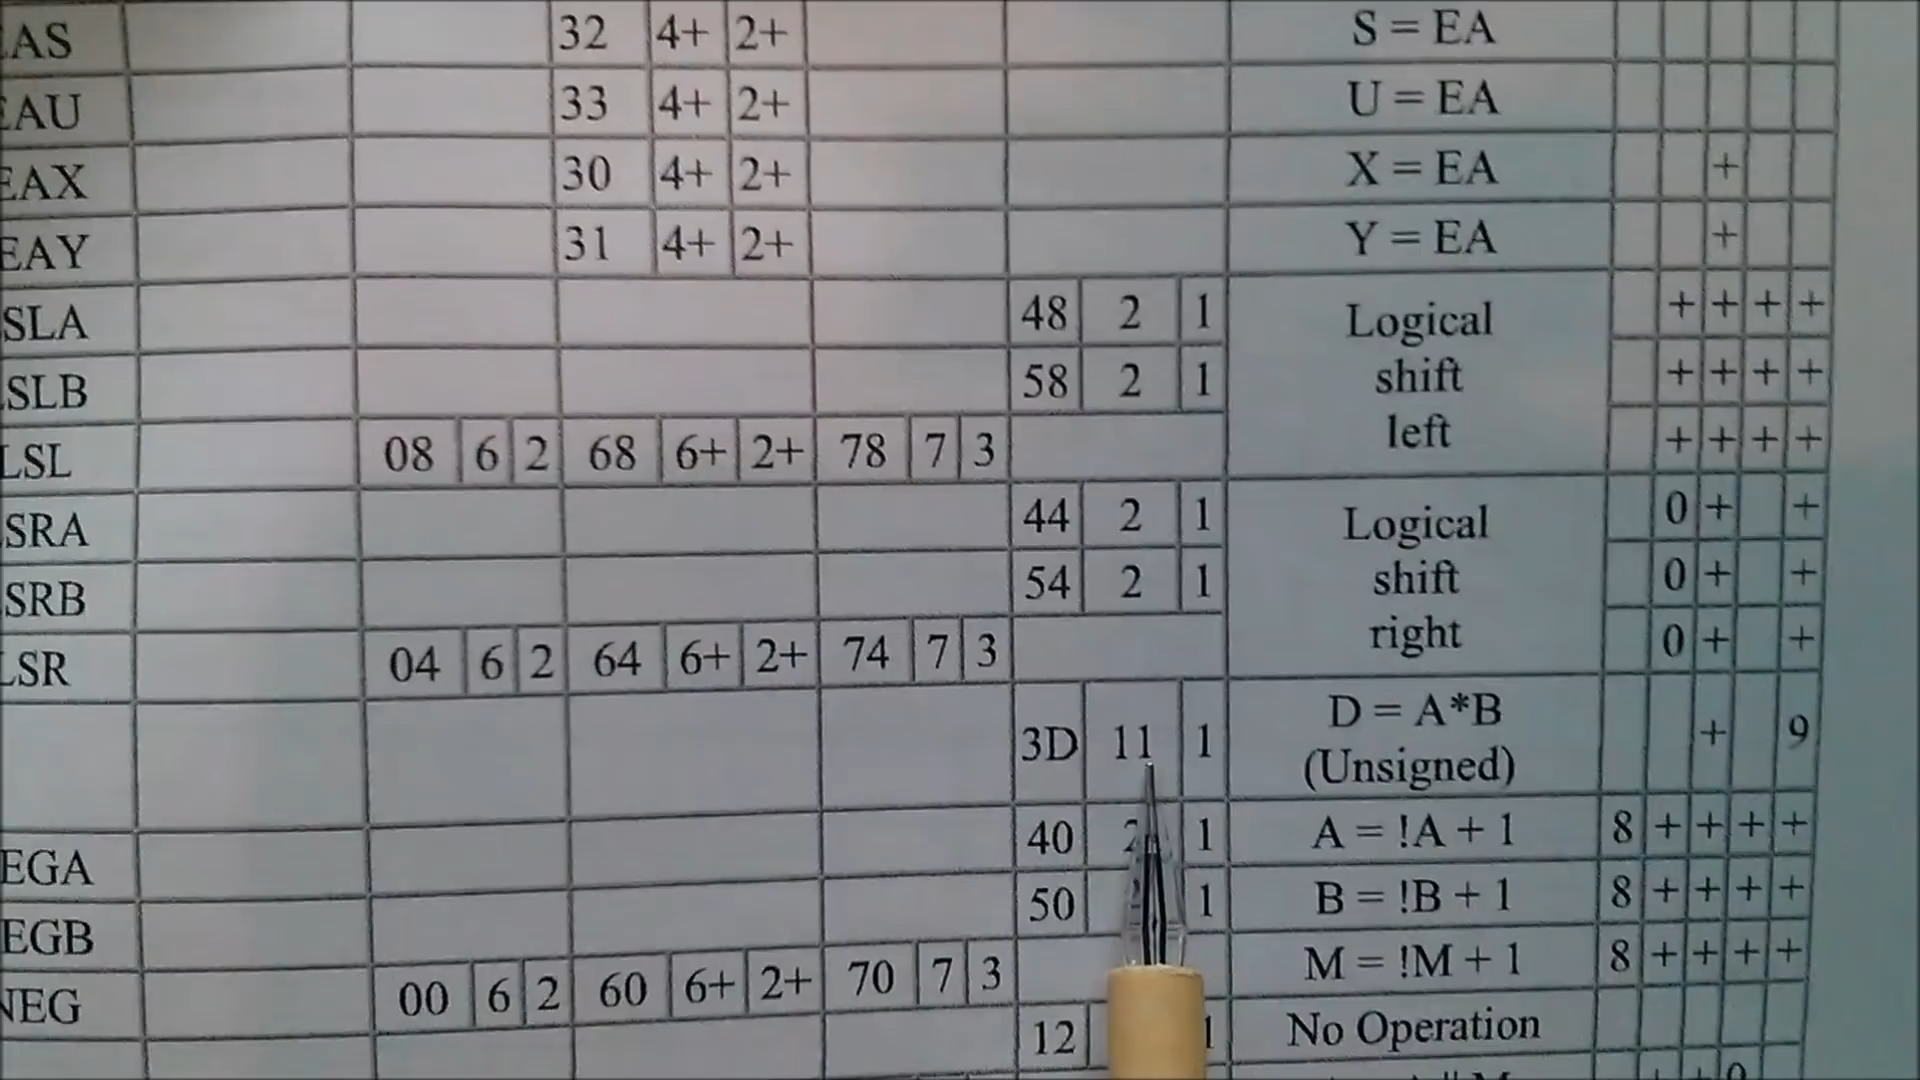 EAS 32 4+ 2+ S = EA
EAU 33 4+ 2+ U = EA
EAX 30 4+ 2+ X = EA +
EAY 31 4+ 2+ Y = EA +
SLA 48 2 1 Logical + + + +
SLB 58 2 1 shift + + + +
LSL 08 6 2 68 6+ 2+ 78 7 3 left + + + +
SRA 44 2 1 Logical 0 + +
SRB 54 2 1 shift 0 + +
LSR 04 6 2 64 6+ 2+ 74 7 3 right 0 + +
3D 11 1 D = A*B + 9
(Unsigned)
EGA 40 2 1 A = !A + 1 8 + + + +
EGB 50 1 B = !B + 1 8 + + + +
NEG 00 6 2 60 6+ 2+ 70 7 3 M = !M + 1 8 + + + +
12 1 No Operation